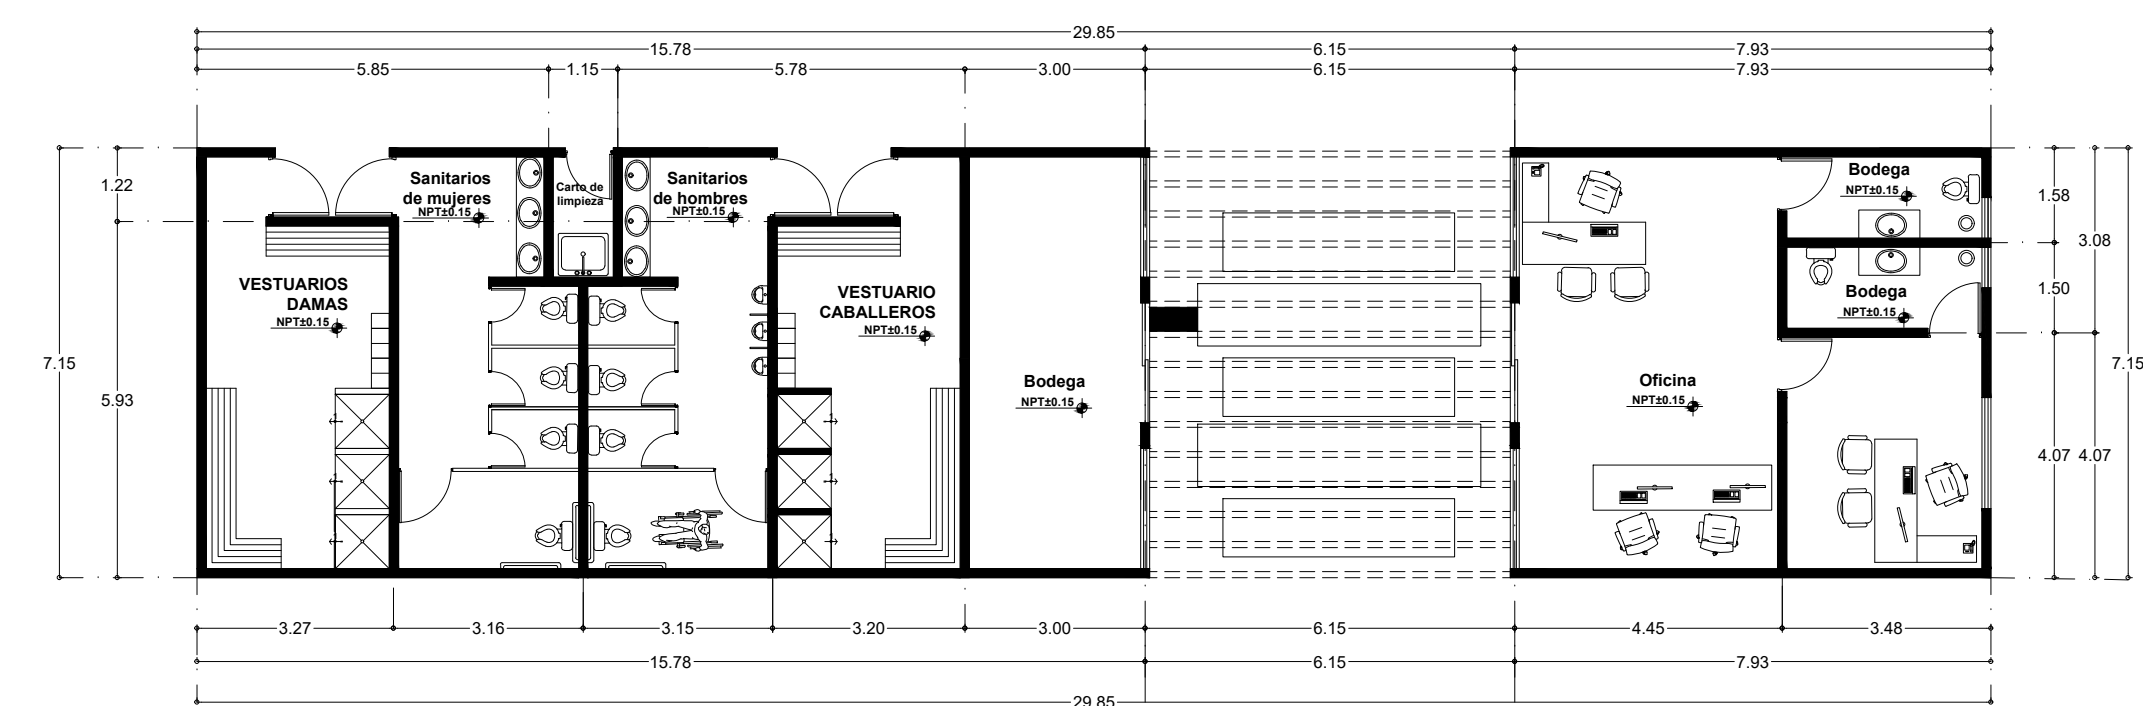 29.85
15.78
6.15
7.93
5.85
1.15
5.78
3.00
6.15
7.93
Sanitarios
de mujeres
NPT±0.15
Carto de
limpieza
Sanitarios
de hombres
NPT±0.15
Bodega
NPT±0.15
1.22
1.58
3.08
VESTUARIOS
DAMAS
NPT±0.15
VESTUARIO
CABALLEROS
NPT±0.15
Bodega
NPT±0.15
1.50
7.15
7.15
Bodega
NPT±0.15
Oficina
NPT±0.15
5.93
4.07
4.07
3.27
3.16
3.15
3.20
3.00
6.15
4.45
3.48
15.78
6.15
7.93
29.85